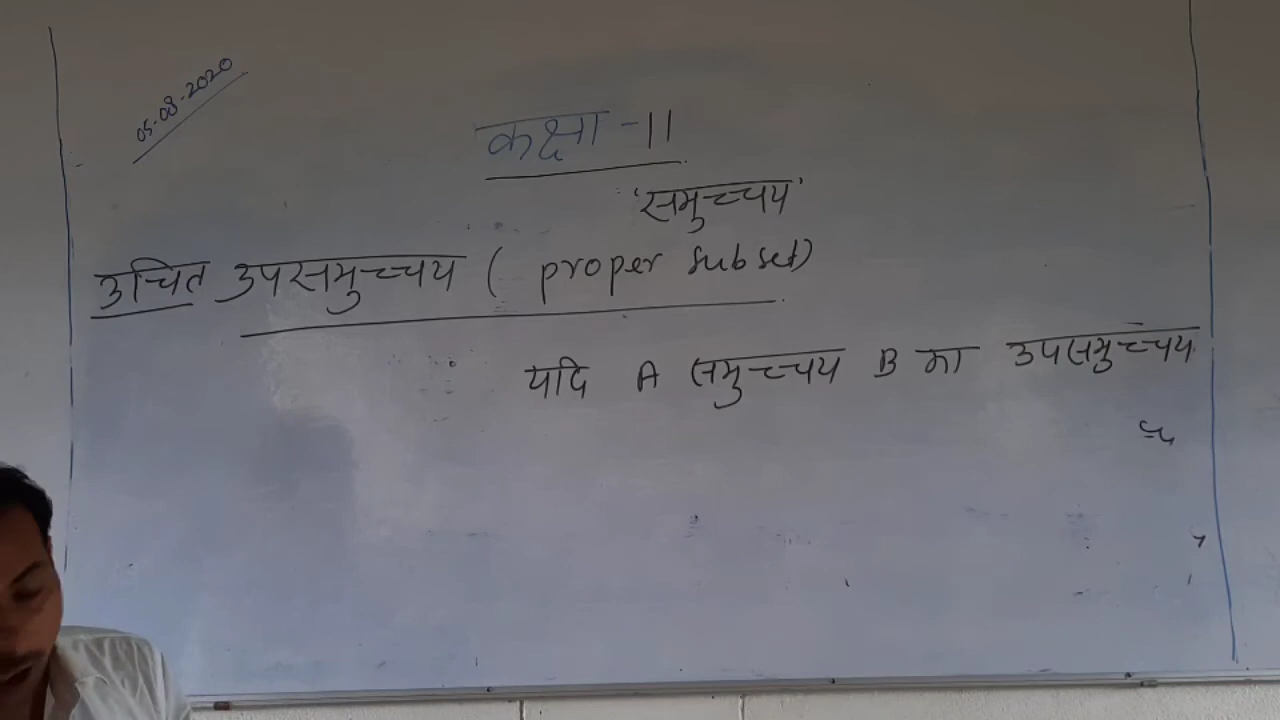 05-08-2020
कक्षा -11
'समुच्चय'
उचित उपसमुच्चय ( proper subset)
यदि A समुच्चय B का उपसमुच्चय